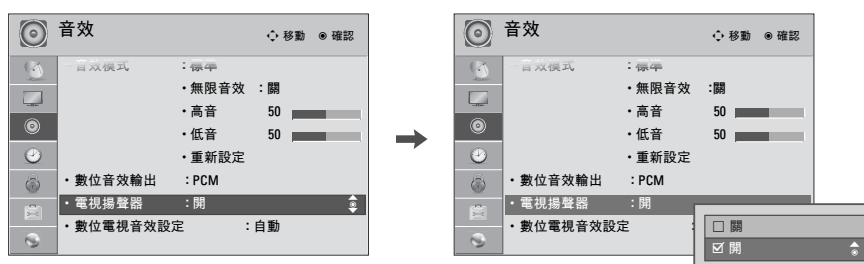 音效
移動 確認
音效模式 : 標準
• 無限音效 : 關
• 高音 50
• 低音 50
• 重新設定
• 數位音效輸出 : PCM
• 電視揚聲器 : 開
• 數位電視音效設定 : 自動
音效
移動 確認
音效模式 : 標準
• 無限音效 :關
• 高音 50
• 低音 50
• 重新設定
• 數位音效輸出 : PCM
• 電視揚聲器 : 開
• 數位電視音效設定 :
關
開